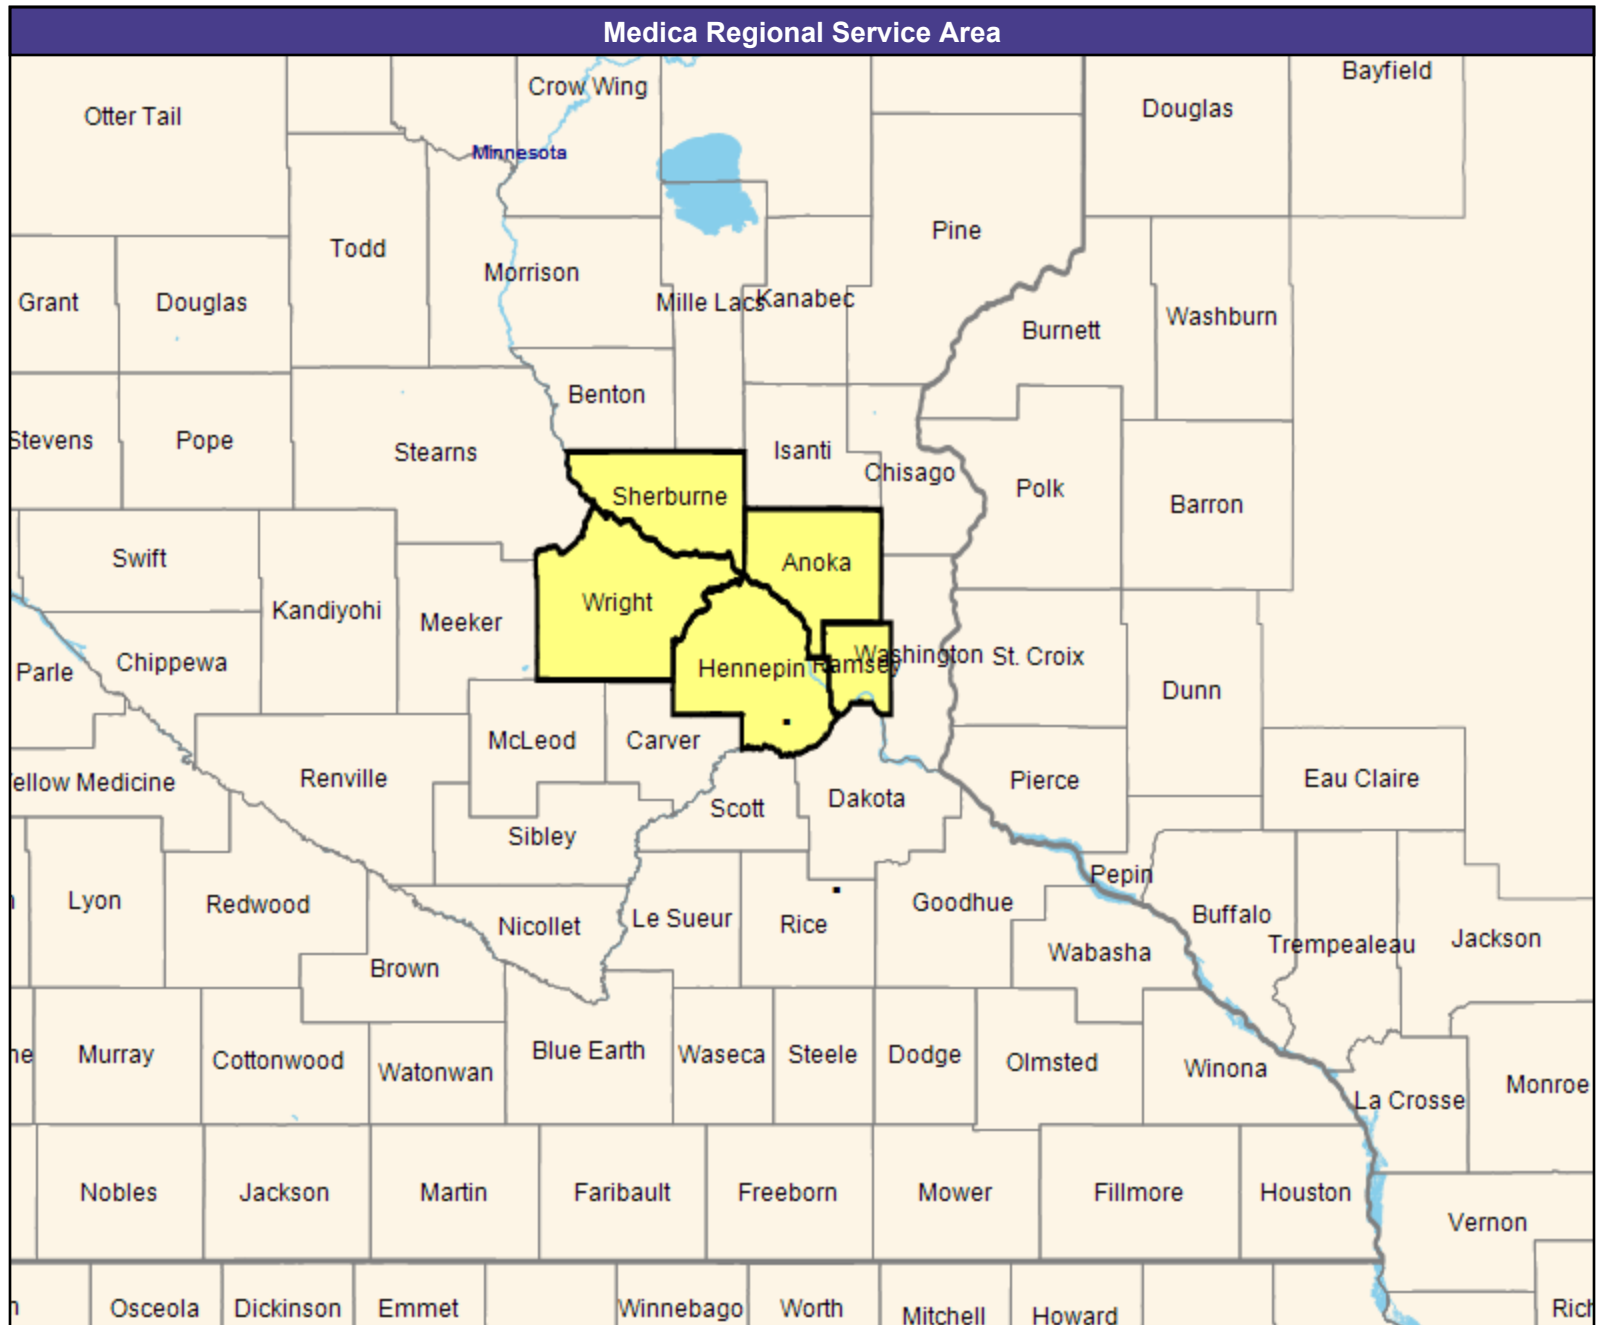 Medica Regional Service Area
Bayfield
Crow Wing
Douglas
Otter Tail
Minnesota
Pine
Todd
Morrison
Grant
Douglas
Mille Lacs
Kanabec
Washburn
Burnett
Benton
Stevens
Pope
Stearns
Isanti
Chisago
Polk
Sherburne
Barron
Swift
Anoka
Wright
Kandiyohi
Meeker
Washington
St. Croix
Chippewa
Parle
Hennepin
Ramsey
Dunn
McLeod
Carver
Renville
ellow Medicine
Pierce
Eau Claire
Scott
Dakota
Sibley
Pepin
Lyon
Redwood
Goodhue
Nicollet
Le Sueur
Rice
Buffalo
Trempealeau
Jackson
Wabasha
Brown
ne
Murray
Cottonwood
Watonwan
Blue Earth
Waseca
Steele
Dodge
Olmsted
Winona
La Crosse
Monroe
Nobles
Jackson
Martin
Faribault
Freeborn
Mower
Fillmore
Houston
Vernon
Osceola
Dickinson
Emmet
Winnebago
Worth
Mitchell
Howard
Rich